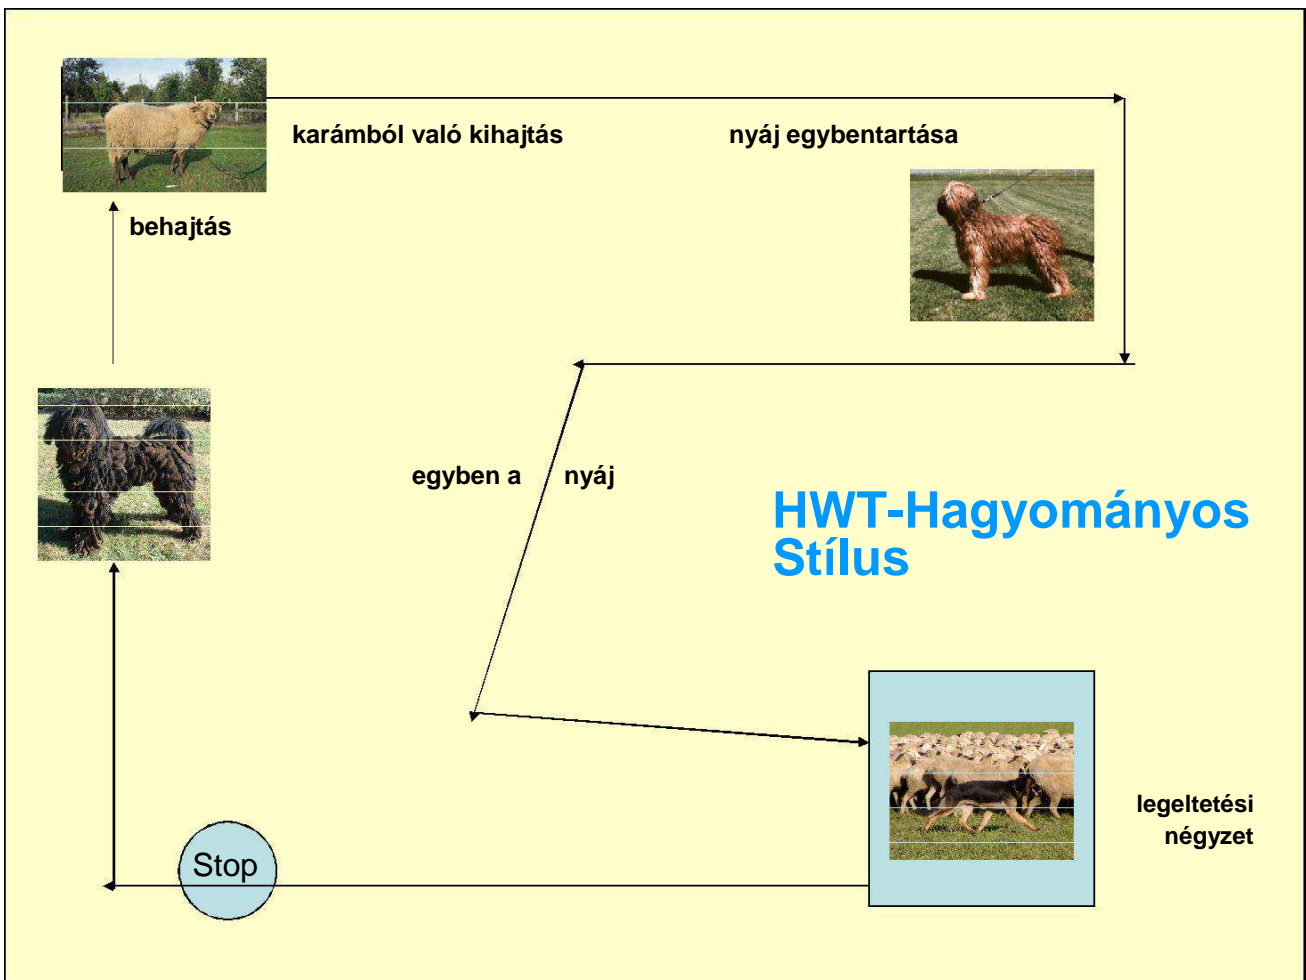 karámból való kihajtás
nyáj egybentartása
behajtás
egyben a nyáj
HWT-Hagyományos
Stílus
legeltetési
négyzet
Stop